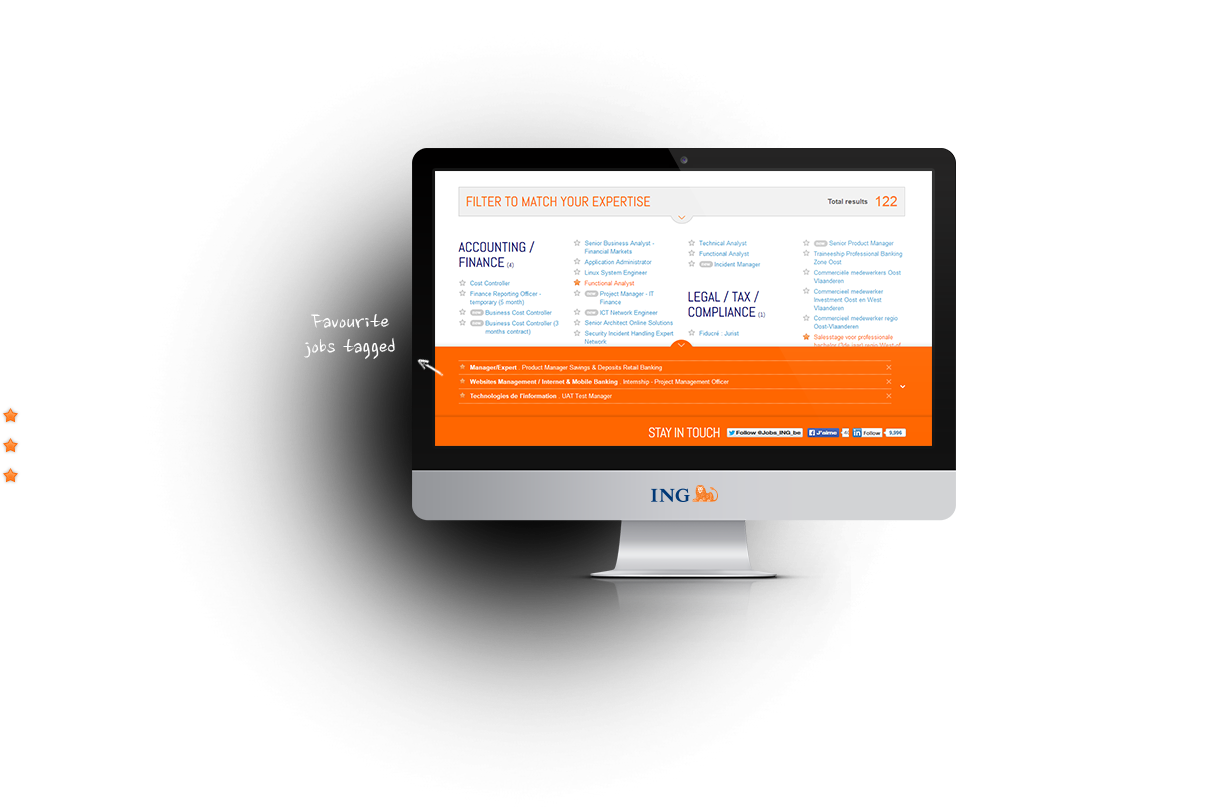 FILTER TO MATCH YOUR EXPERTISE
Total results 122
ACCOUNTING /
FINANCE (4)
Cost Controller
Finance Reporting Officer -
temporary (5 month)
Business Cost Controller
Business Cost Controller (3
months contract)
Senior Business Analyst -
Financial Markets
Application Administrator
Linux System Engineer
Functional Analyst
Project Manager - IT
Finance
ICT Network Engineer
Senior Architect Online Solutions
Security Incident Handling Expert
Network
Technical Analyst
Functional Analyst
Incident Manager
LEGAL / TAX /
COMPLIANCE (1)
Fiducré : Jurist
Senior Product Manager
Traineeship Professional Banking
Zone Oost
Commerciële medewerkers Oost
Vlaanderen
Commercieel medewerker
Investment Oost en West
Vlaanderen
Commercieel medewerker regio
Oost-Vlaanderen
Salesstage voor professionele
Favourite
jobs tagged
Manager/Expert . Product Manager Savings & Deposits Retail Banking
Websites Management / Internet & Mobile Banking . Internship - Project Management Officer
Technologies de l'Information . UAT Test Manager
STAY IN TOUCH Follow @Jobs_ING_be J'aime Follow 9,996
ING